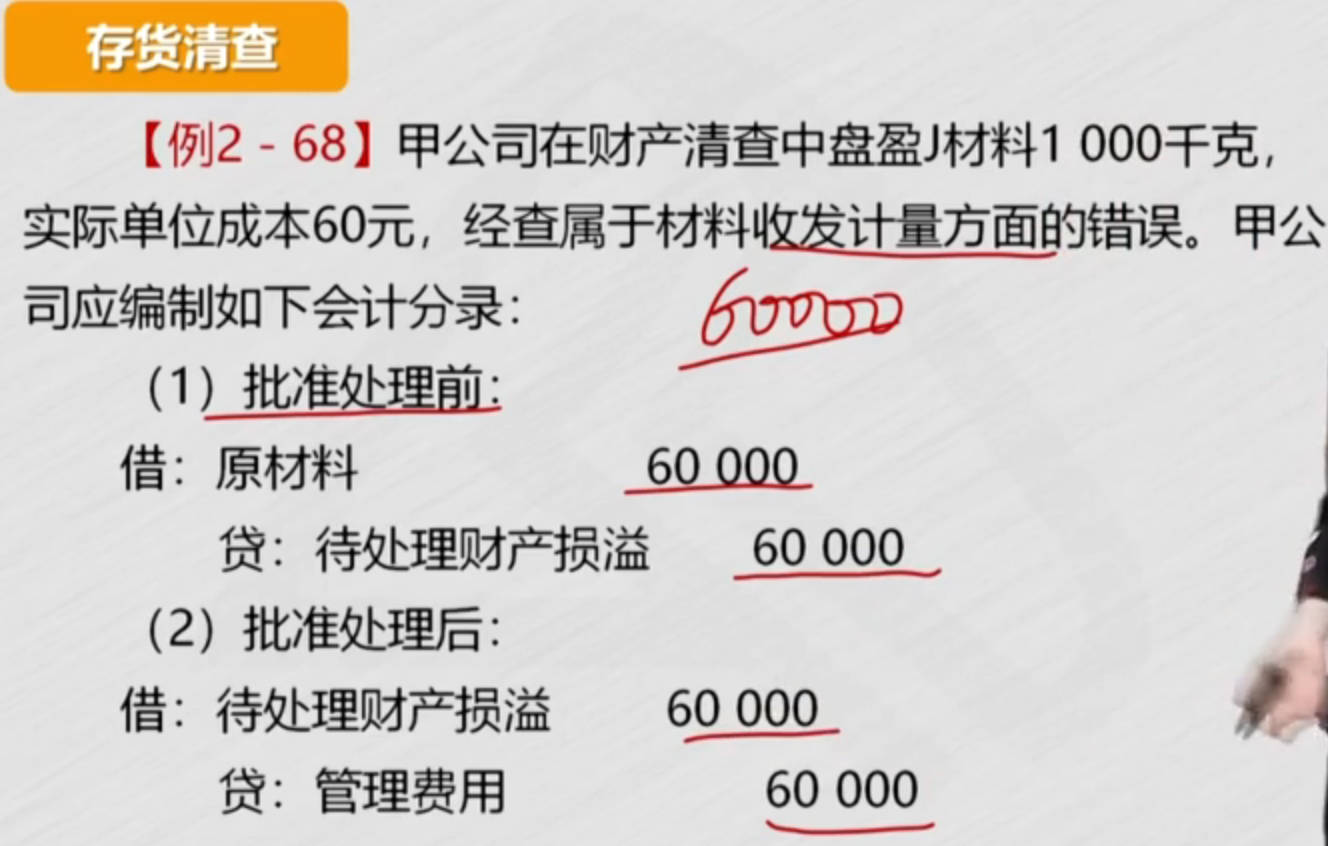 存货清查
【例2－68】甲公司在财产清查中盘盈J材料1 000千克，
实际单位成本60元，经查属于材料收发计量方面的错误。甲公
司应编制如下会计分录：
60000
（1）批准处理前：
借：原材料 60 000
贷：待处理财产损溢 60 000
（2）批准处理后：
借：待处理财产损溢 60 000
贷：管理费用 60 000